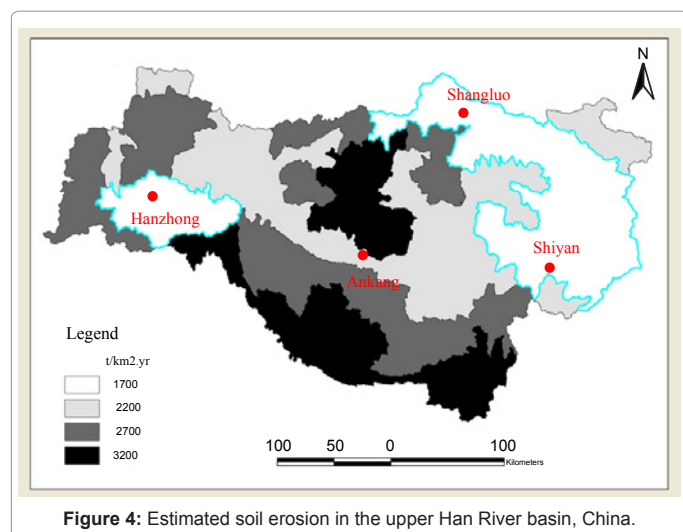 N
Shangluo
Hanzhong
Shiyan
Ankang
Legend
t/km2.yr
1700
2200
2700
3200
100 50 0 100
Kilometers
Figure 4: Estimated soil erosion in the upper Han River basin, China.